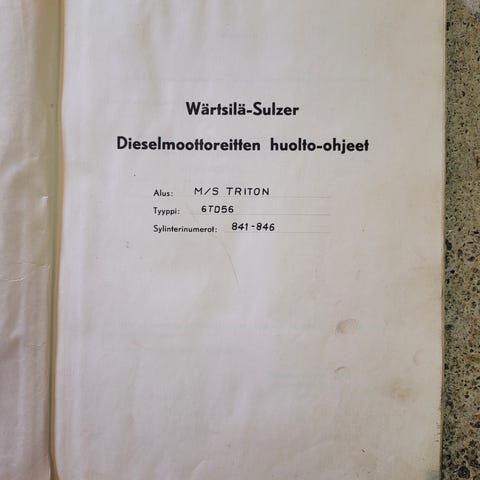 Wärtsilä-Sulzer
Dieselmoottoreitten huolto-ohjeet
Alus: M/S TRITON
Tyyppi: 6TD56
Sylinterinumerot: 841-846